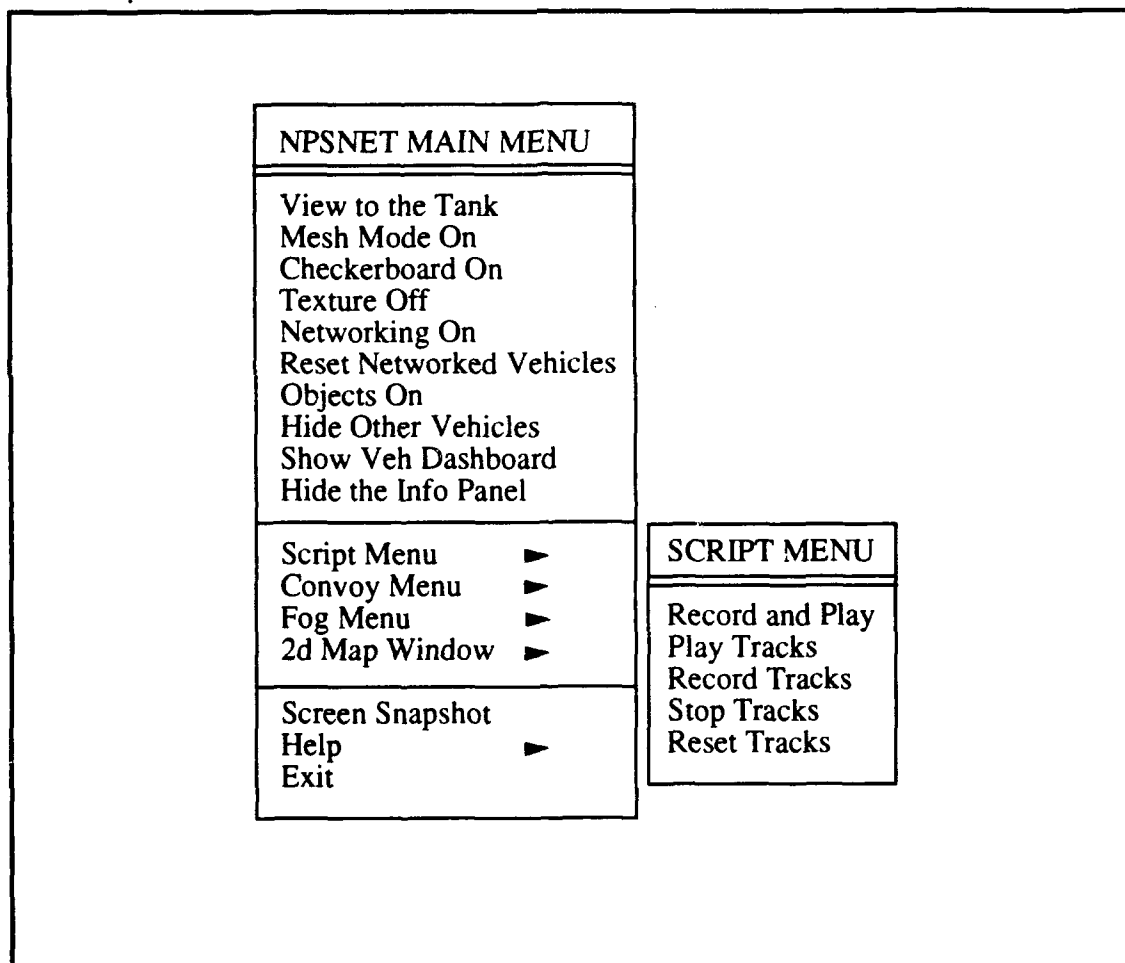 NPSNET MAIN MENU
View to the Tank
Mesh Mode On
Checkerboard On
Texture Off
Networking On
Reset Networked Vehicles
Objects On
Hide Other Vehicles
Show Veh Dashboard
Hide the Info Panel
Script Menu
Convoy Menu
Fog Menu
2d Map Window
Screen Snapshot
Help
Exit
SCRIPT MENU
Record and Play
Play Tracks
Record Tracks
Stop Tracks
Reset Tracks